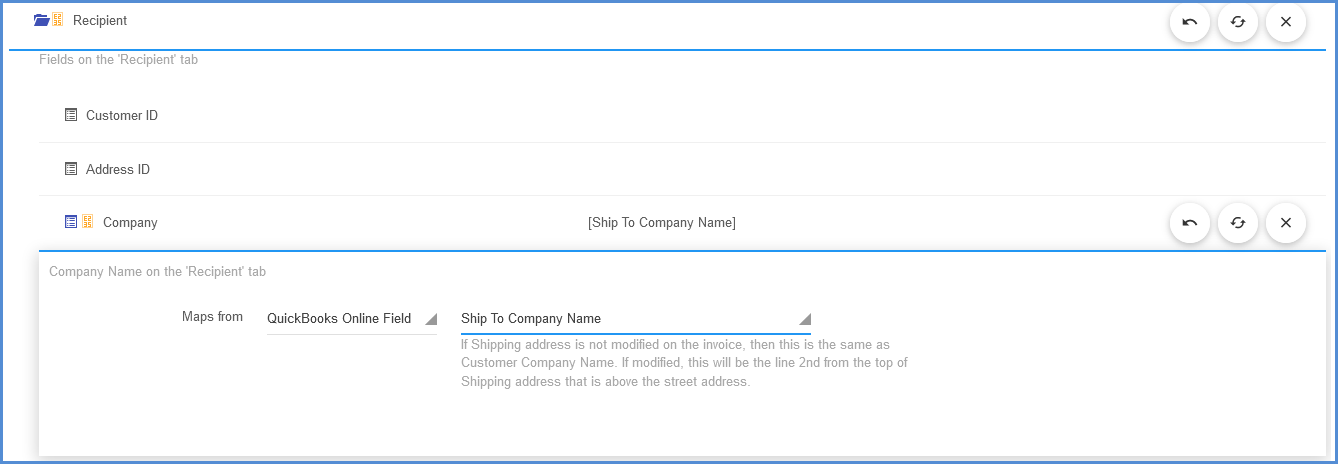 Recipient
Fields on the 'Recipient' tab
Customer ID
Address ID
Company [Ship To Company Name]
Company Name on the 'Recipient' tab
Maps from QuickBooks Online Field Ship To Company Name
If Shipping address is not modified on the invoice, then this is the same as
Customer Company Name. If modified, this will be the line 2nd from the top of
Shipping address that is above the street address.